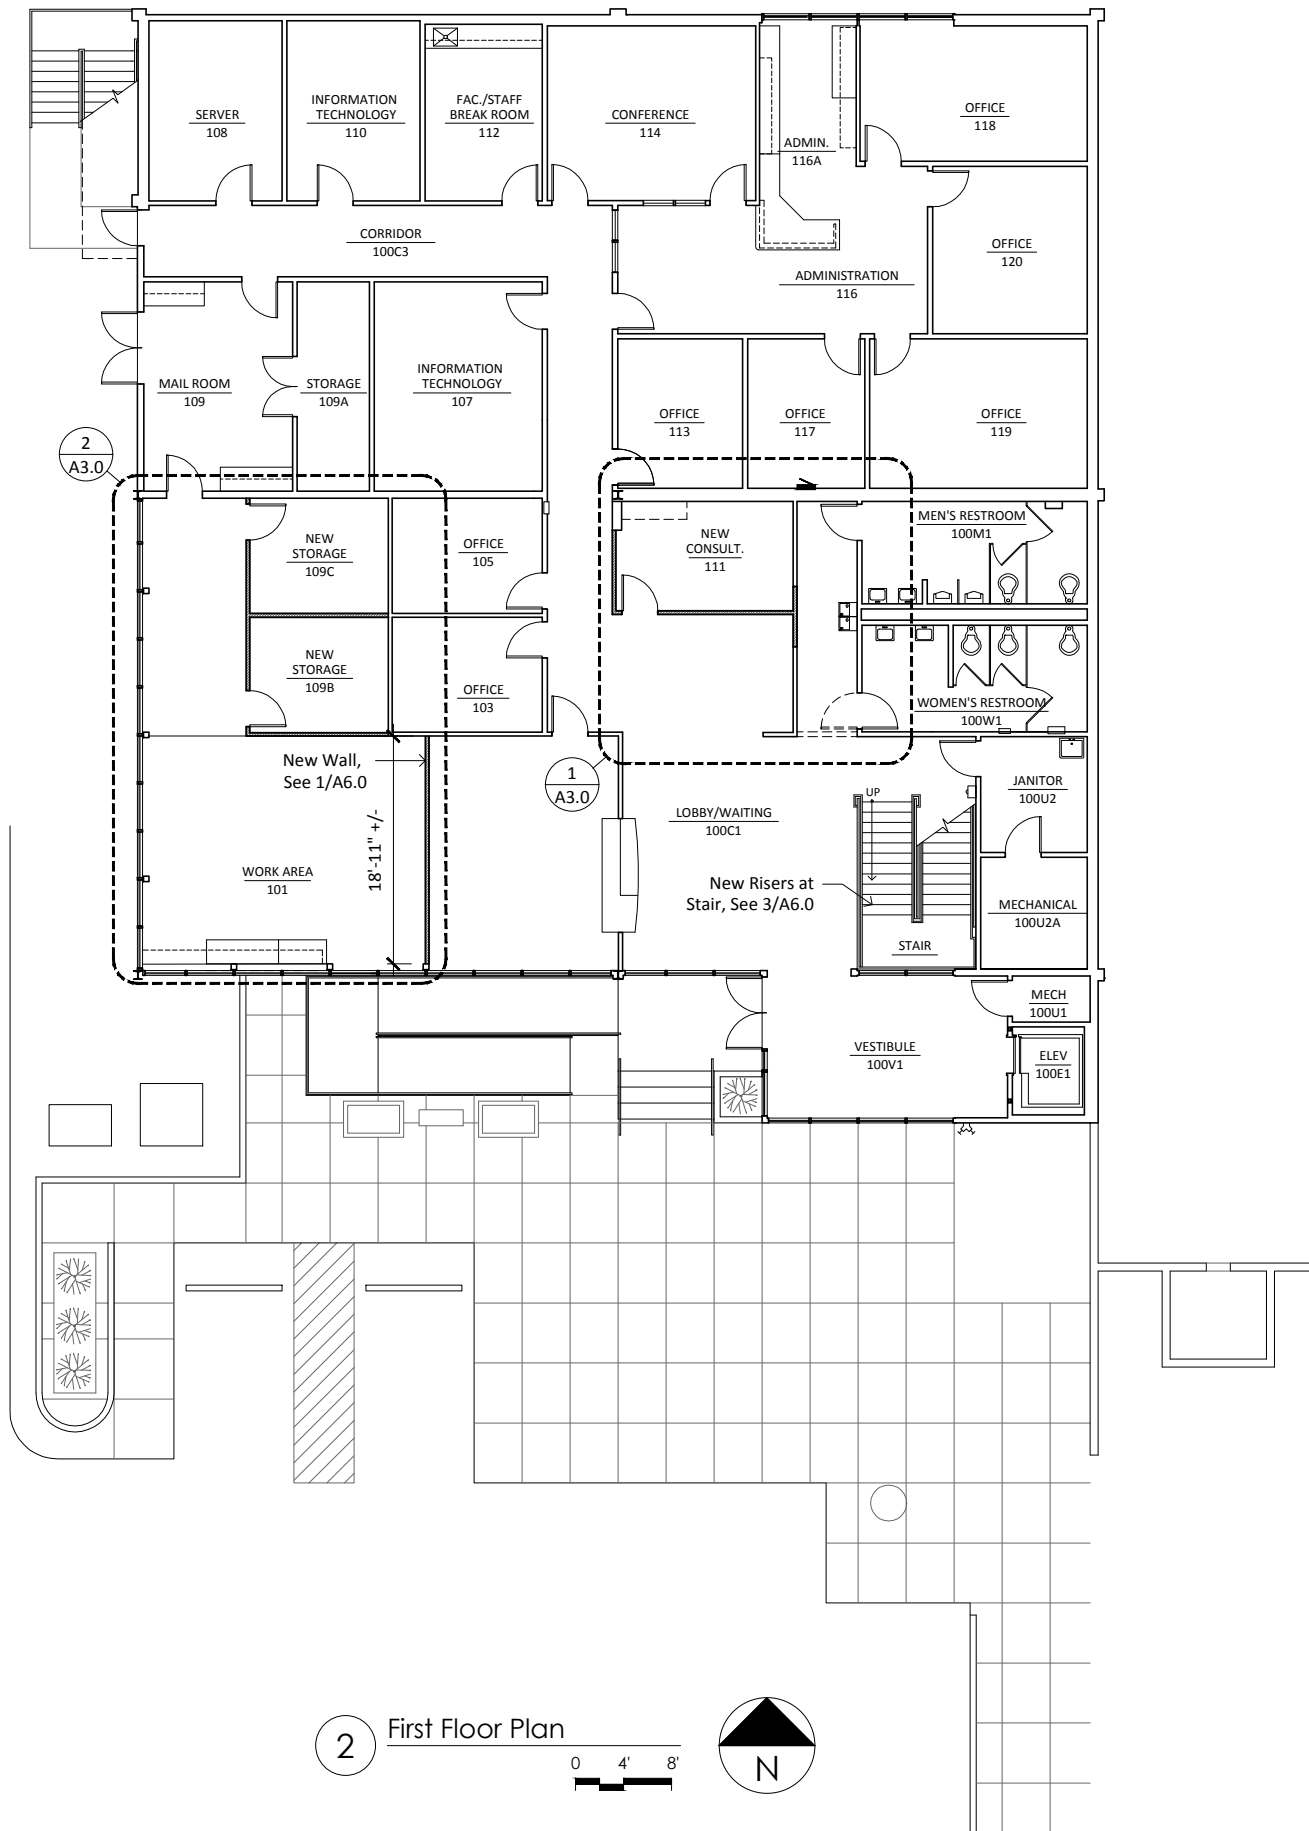 SERVER
108
INFORMATION
TECHNOLOGY
110
FAC./STAFF
BREAK ROOM
112
CONFERENCE
114
ADMIN.
116A
OFFICE
118
CORRIDOR
100C3
OFFICE
120
ADMINISTRATION
116
MAIL ROOM
109
STORAGE
109A
INFORMATION
TECHNOLOGY
107
OFFICE
113
OFFICE
117
OFFICE
119
2
A3.0
NEW
STORAGE
109C
OFFICE
105
NEW
CONSULT.
111
MEN'S RESTROOM
100M1
NEW
STORAGE
109B
OFFICE
103
WOMEN'S RESTROOM
100W1
New Wall,
See 1/A6.0
1
A3.0
18'-11" +/-
LOBBY/WAITING
100C1
UP
JANITOR
100U2
WORK AREA
101
New Risers at
Stair, See 3/A6.0
MECHANICAL
100U2A
STAIR
MECH
100U1
VESTIBULE
100V1
ELEV
100E1
2
First Floor Plan
0 4' 8'
N